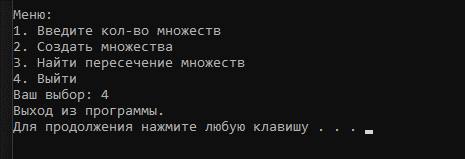 Меню:
1. Введите кол-во множеств
2. Создать множества
3. Найти пересечение множеств
4. Выйти
Ваш выбор: 4
Выход из программы.
Для продолжения нажмите любую клавишу . . .